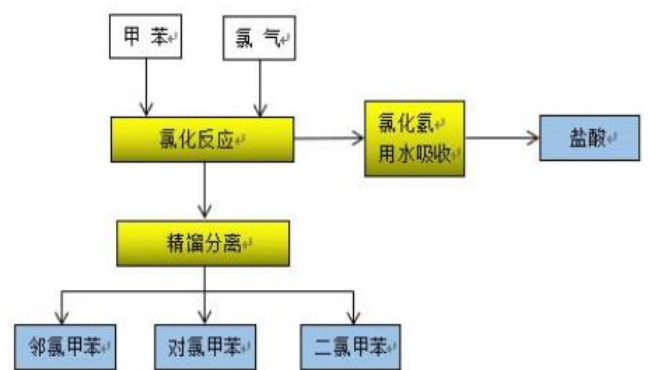 甲 苯
氯 气
氯化反应
氯化氢
用水吸收
盐酸
精馏分离
邻氯甲苯
对氯甲苯
二氯甲苯